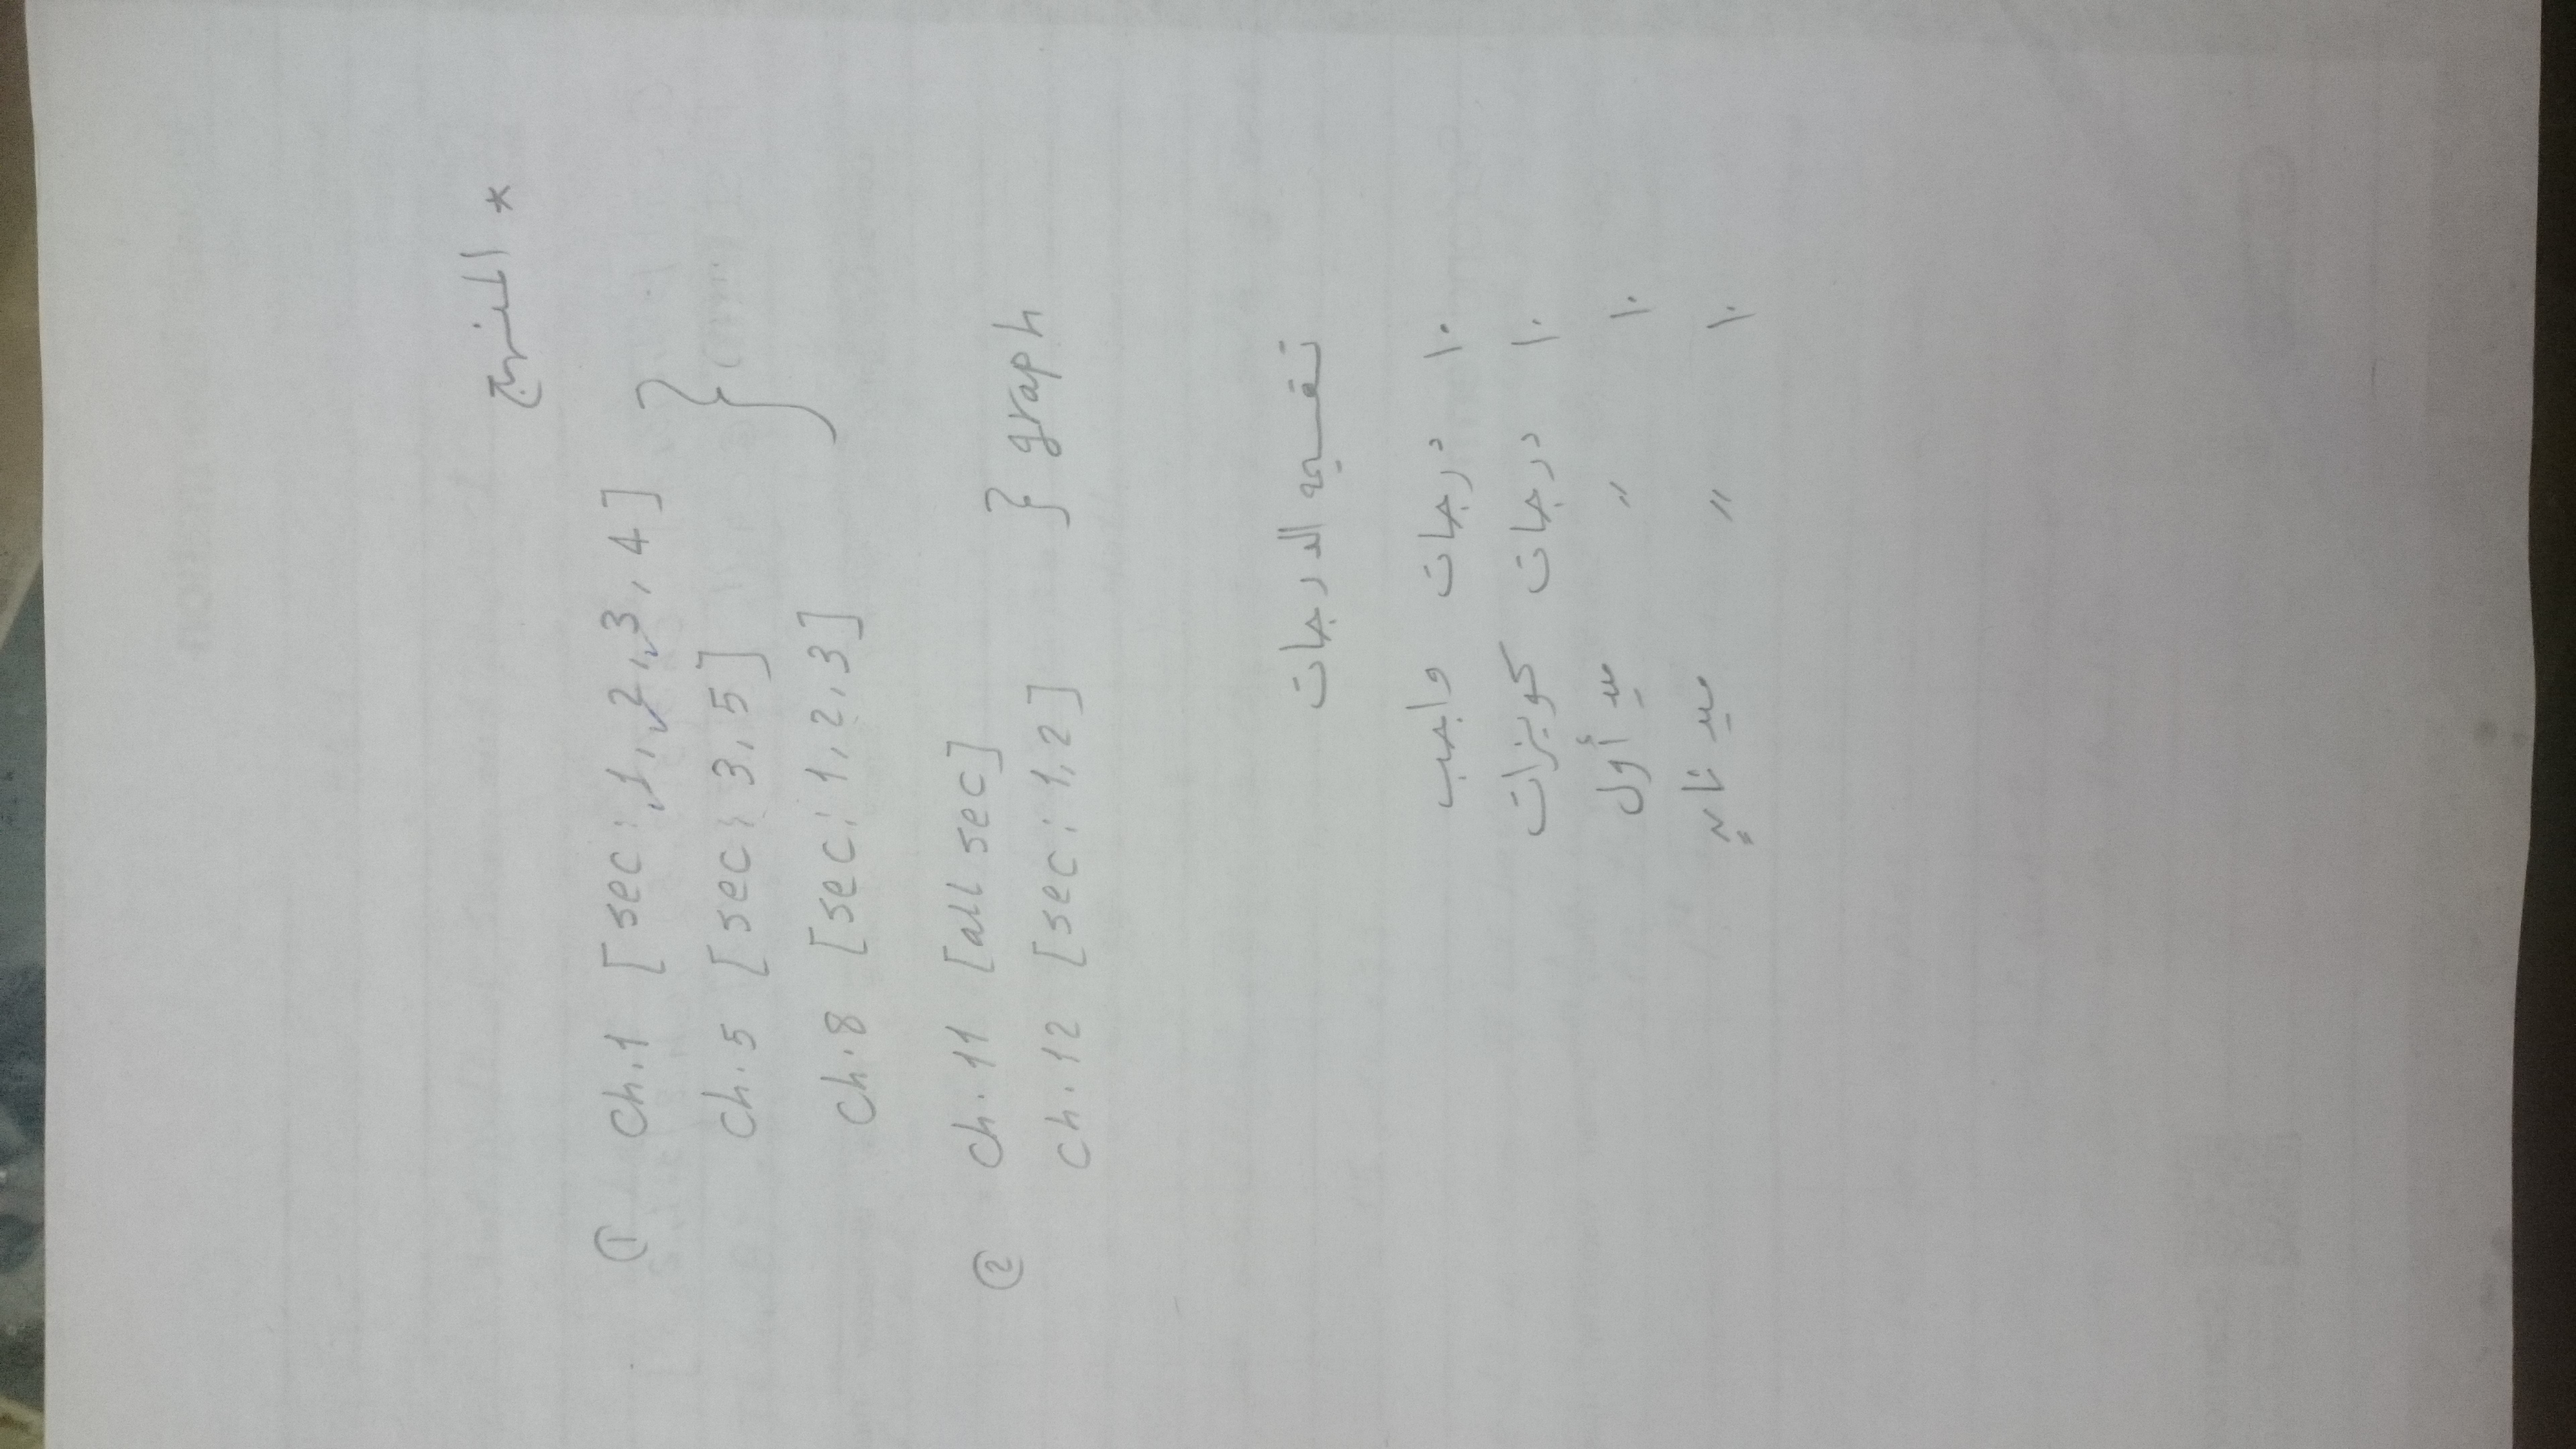 * المنهج
① Ch.1 [sec: 1, 2, 3, 4]
Ch.5 [sec: 3, 5]
Ch.8 [sec: 1, 2, 3]
② Ch.11 [all sec]
Ch.12 [sec: 1, 2] } graph
تقسيم الدرجات
١٠ درجات واجب
١٠ درجات كويزات
١٠ " ميد أول
١٠ " ميد ثاني